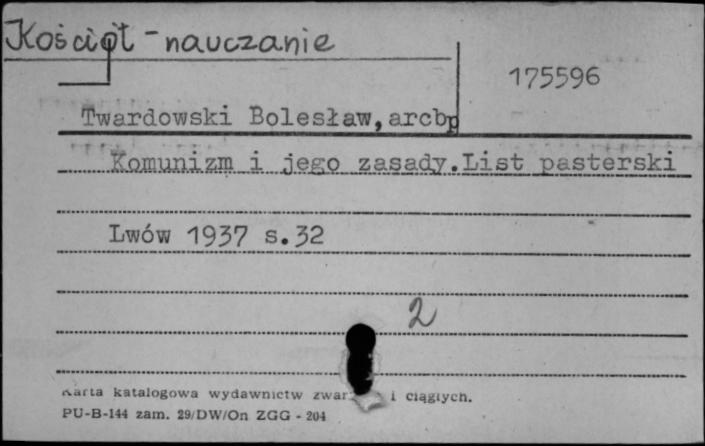 Kościół - nauczanie
175596
Twardowski Bolesław,arcbp
Komunizm i jego zasady.List pasterski
Lwów 1937 s.32
2
Karta katalogowa wydawnictw i ciągłych.
PU-B-144 zam. 29/DW/On ZGG - 204